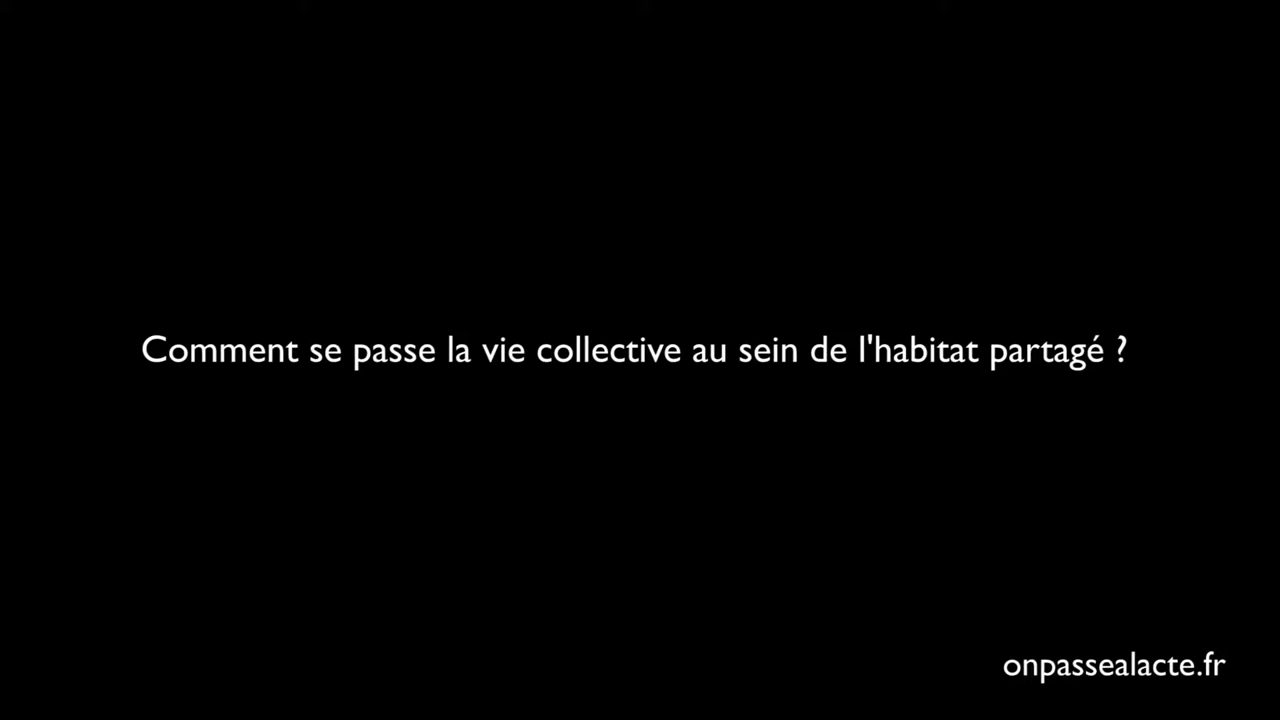 Comment se passe la vie collective au sein de l'habitat partagé ?
onpassealacte.fr